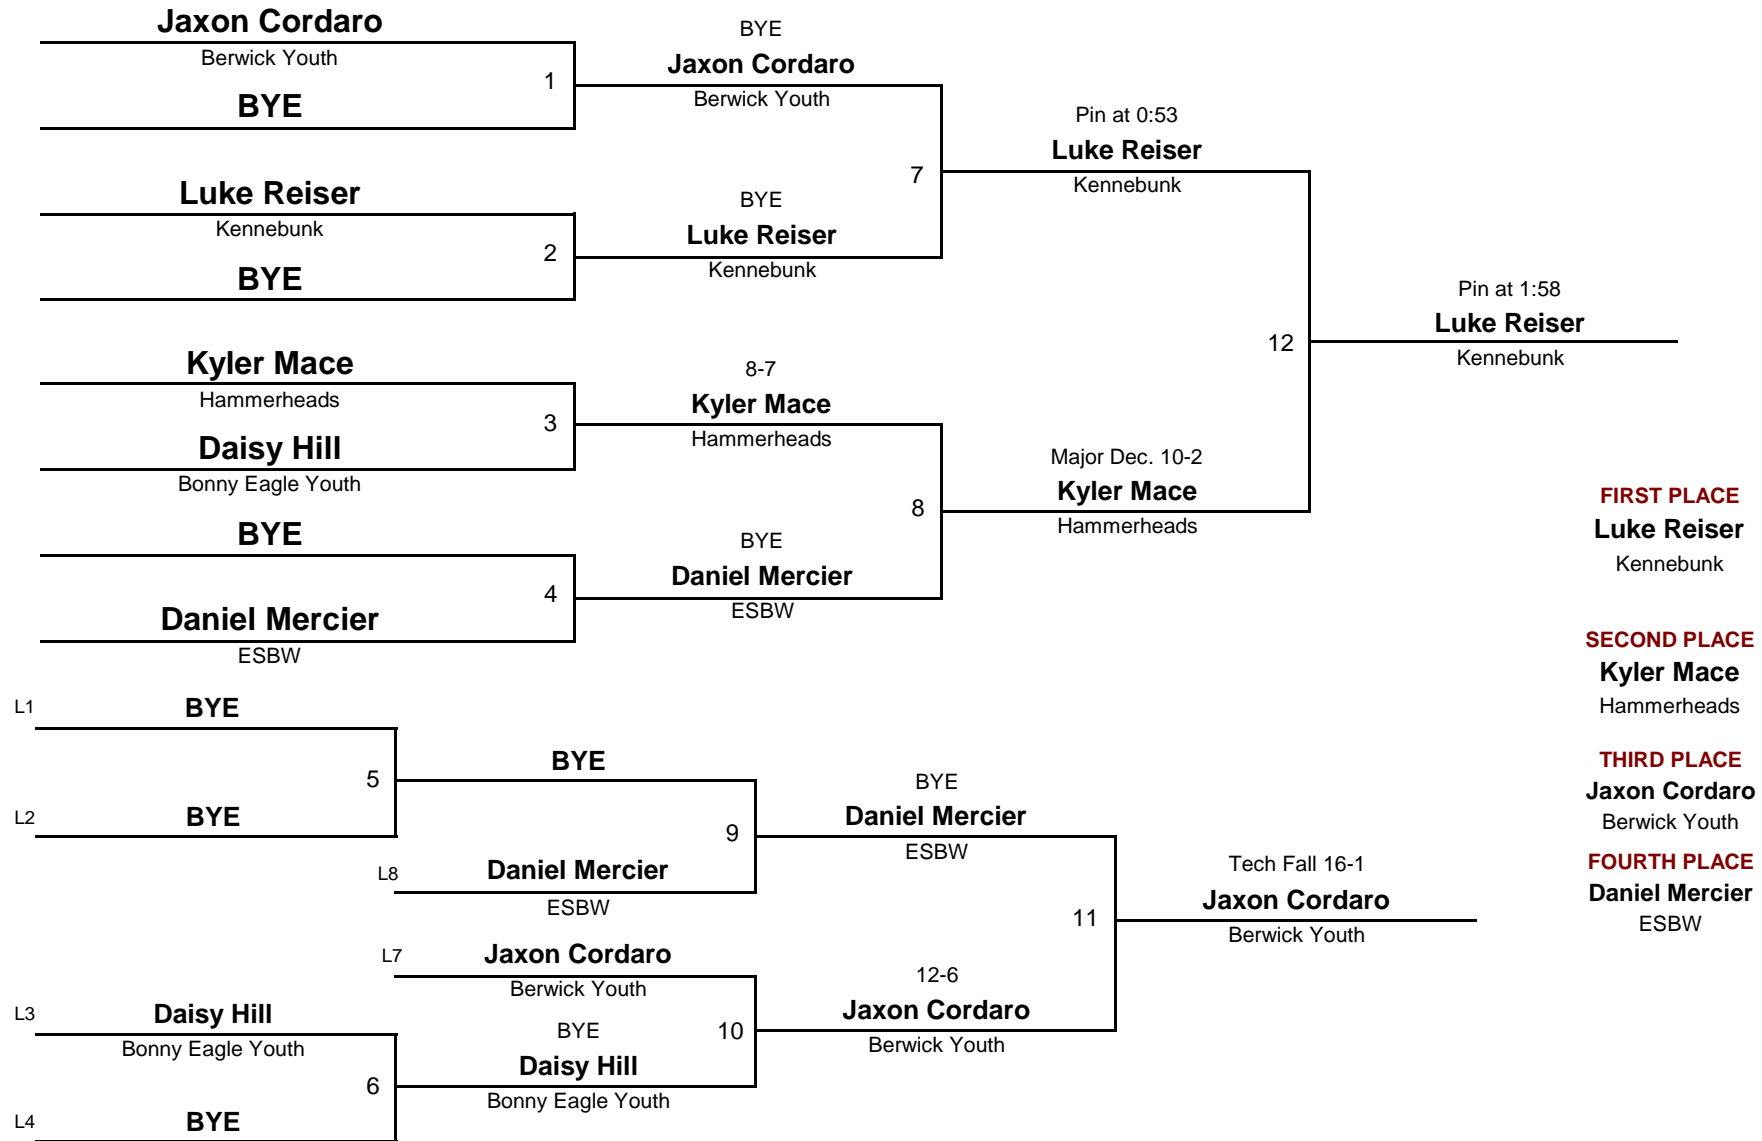 Jaxon Cordaro
Berwick Youth
1
BYE
Luke Reiser
Kennebunk
2
BYE
Kyler Mace
Hammerheads
3
Daisy Hill
Bonny Eagle Youth
BYE
4
Daniel Mercier
ESBW
BYE
Jaxon Cordaro
Berwick Youth
7
BYE
Luke Reiser
Kennebunk
8-7
Kyler Mace
Hammerheads
8
BYE
Daniel Mercier
ESBW
Pin at 0:53
Luke Reiser
Kennebunk
12
Major Dec. 10-2
Kyler Mace
Hammerheads
Pin at 1:58
Luke Reiser
Kennebunk
FIRST PLACE
Luke Reiser
Kennebunk
SECOND PLACE
Kyler Mace
Hammerheads
THIRD PLACE
Jaxon Cordaro
Berwick Youth
FOURTH PLACE
Daniel Mercier
ESBW
L1 BYE
5
L2 BYE
BYE
9
L8 Daniel Mercier
ESBW
L7 Jaxon Cordaro
Berwick Youth
10
L3 Daisy Hill
Bonny Eagle Youth
6
L4 BYE
BYE
Daisy Hill
Bonny Eagle Youth
BYE
Daniel Mercier
ESBW
11
12-6
Jaxon Cordaro
Berwick Youth
Tech Fall 16-1
Jaxon Cordaro
Berwick Youth